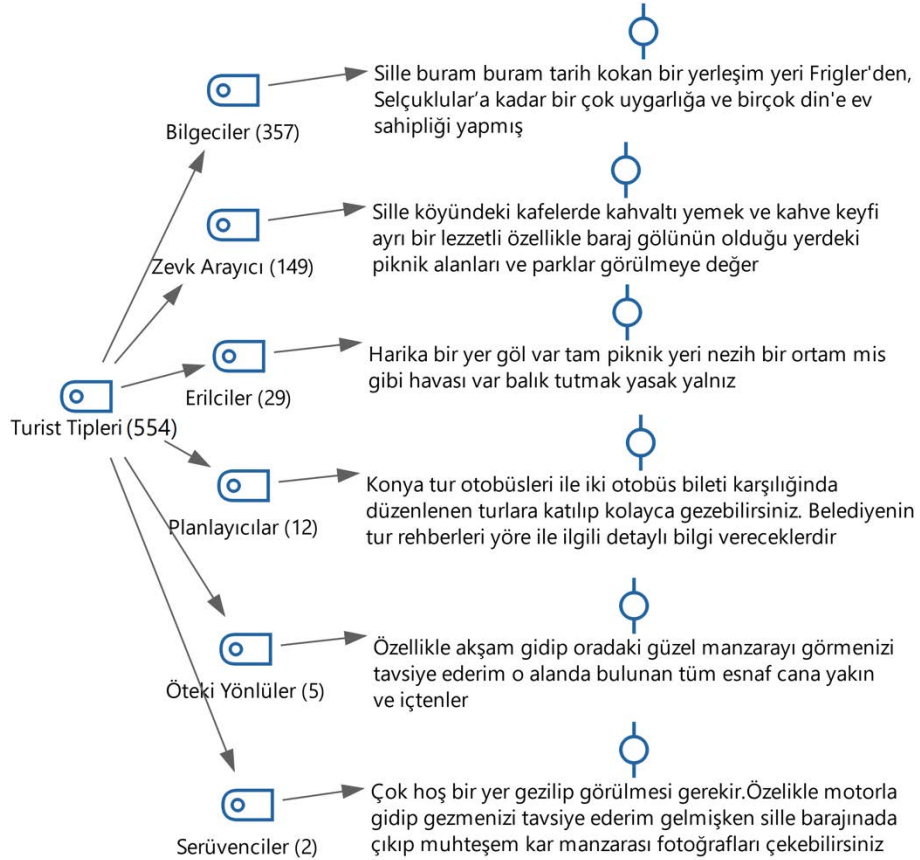 Sille buram buram tarih kokan bir yerleşim yeri Frigler'den,
Selçuklular’a kadar bir çok uygarlığa ve birçok din'e ev
sahipliği yapmış
Bilgeciler (357)
Sille köyündeki kafelerde kahvaltı yemek ve kahve keyfi
ayrı bir lezzetli özellikle baraj gölünün olduğu yerdeki
piknik alanları ve parklar görülmeye değer
Zevk Arayıcı (149)
Harika bir yer göl var tam piknik yeri nezih bir ortam mis
gibi havası var balık tutmak yasak yalnız
Erilciler (29)
Turist Tipleri (554)
Konya tur otobüsleri ile iki otobüs bileti karşılığında
düzenlenen turlara katılıp kolayca gezebilirsiniz. Belediyenin
tur rehberleri yöre ile ilgili detaylı bilgi vereceklerdir
Planlayıcılar (12)
Özellikle akşam gidip oradaki güzel manzarayı görmenizi
tavsiye ederim o alanda bulunan tüm esnaf cana yakın
ve içtenler
Öteki Yönlüler (5)
Çok hoş bir yer gezilip görülmesi gerekir.Özelikle motorla
gidip gezmenizi tavsiye ederim gelmişken sille barajınada
çıkıp muhteşem kar manzarası fotoğrafları çekebilirsiniz
Serüvenciler (2)